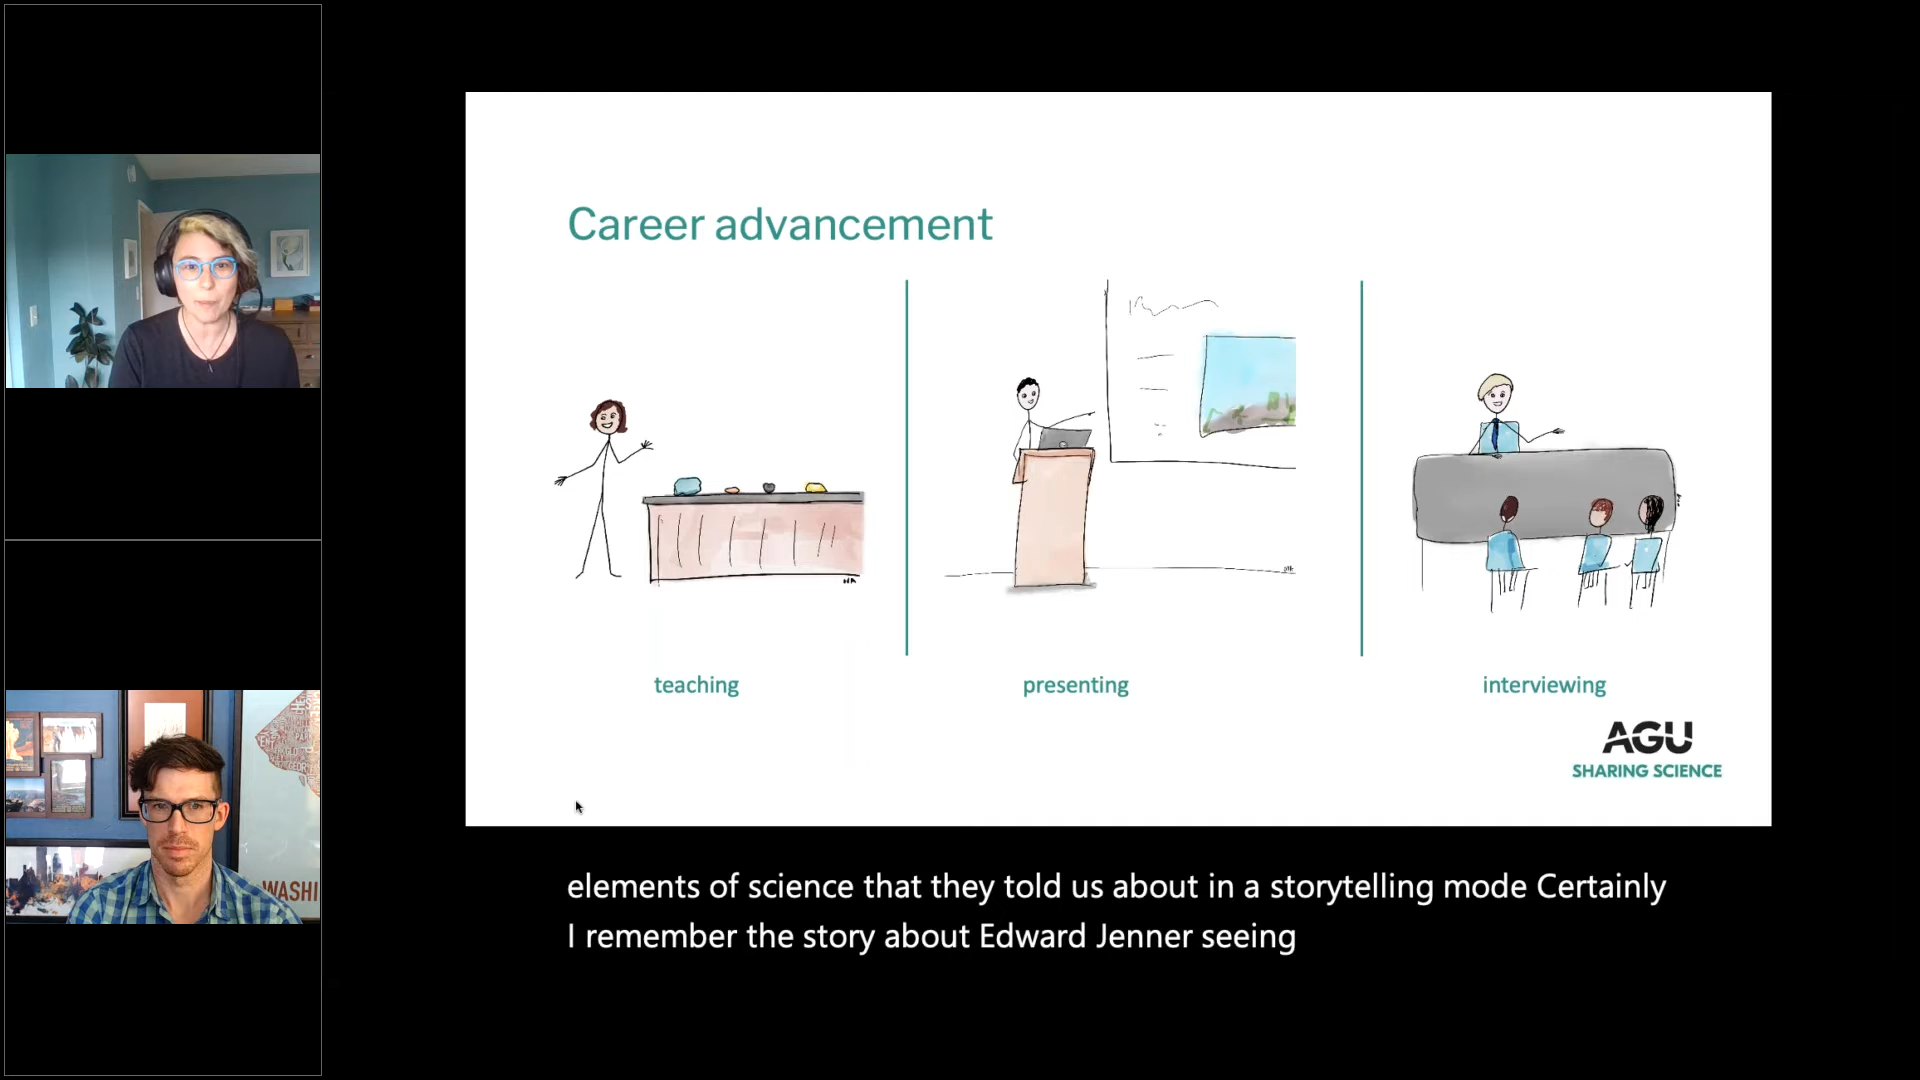 Career advancement
teaching
presenting
interviewing
AGU
SHARING SCIENCE
elements of science that they told us about in a storytelling mode Certainly
I remember the story about Edward Jenner seeing
WASHI